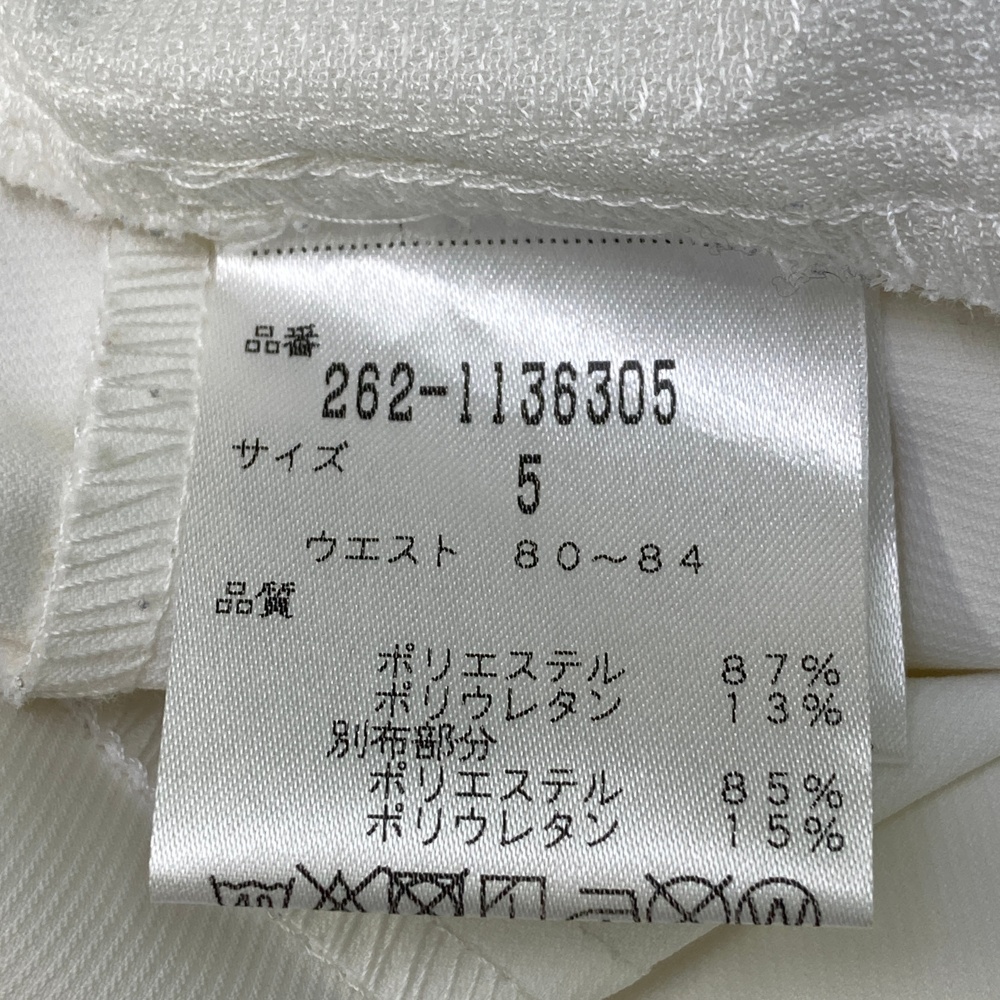 品番
262-1136305
サイズ
5
ウエスト 80～84
品質
ポリエステル 87%
ポリウレタン 13%
別布部分
ポリエステル 85%
ポリウレタン 15%
40
W